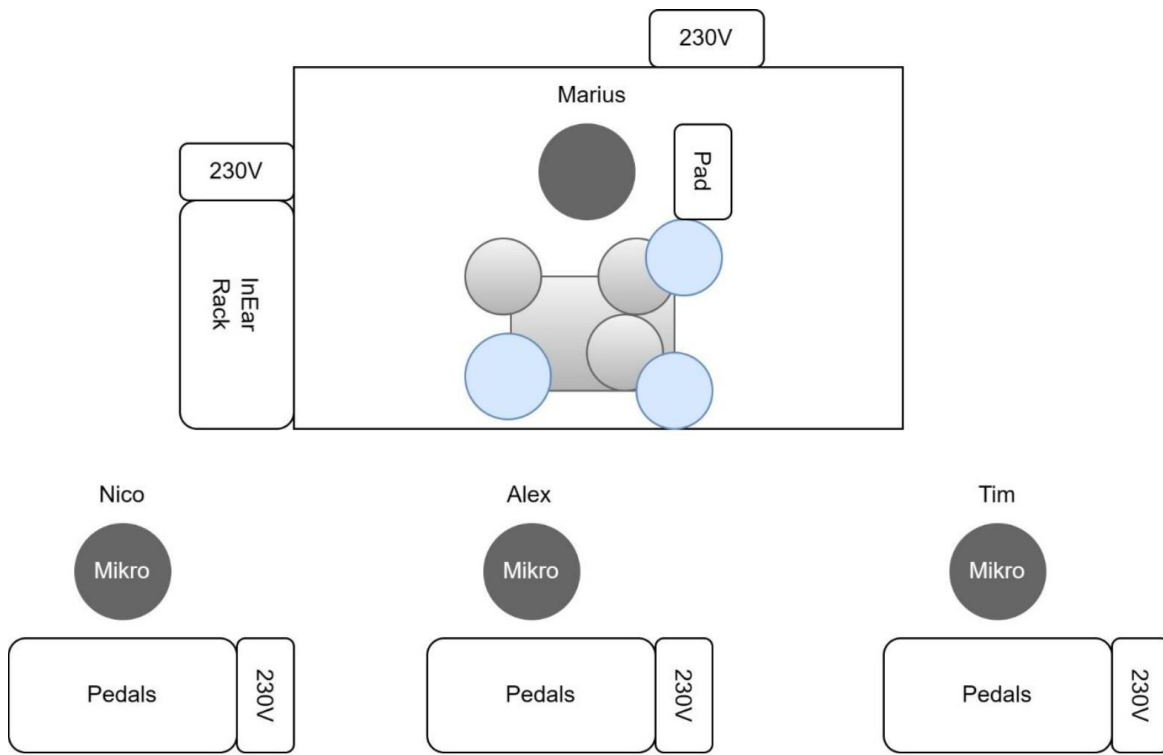 230V
Marius
Pad
230V
InEar
Rack
Nico
Alex
Tim
Mikro
Mikro
Mikro
Pedals
230V
Pedals
230V
Pedals
230V